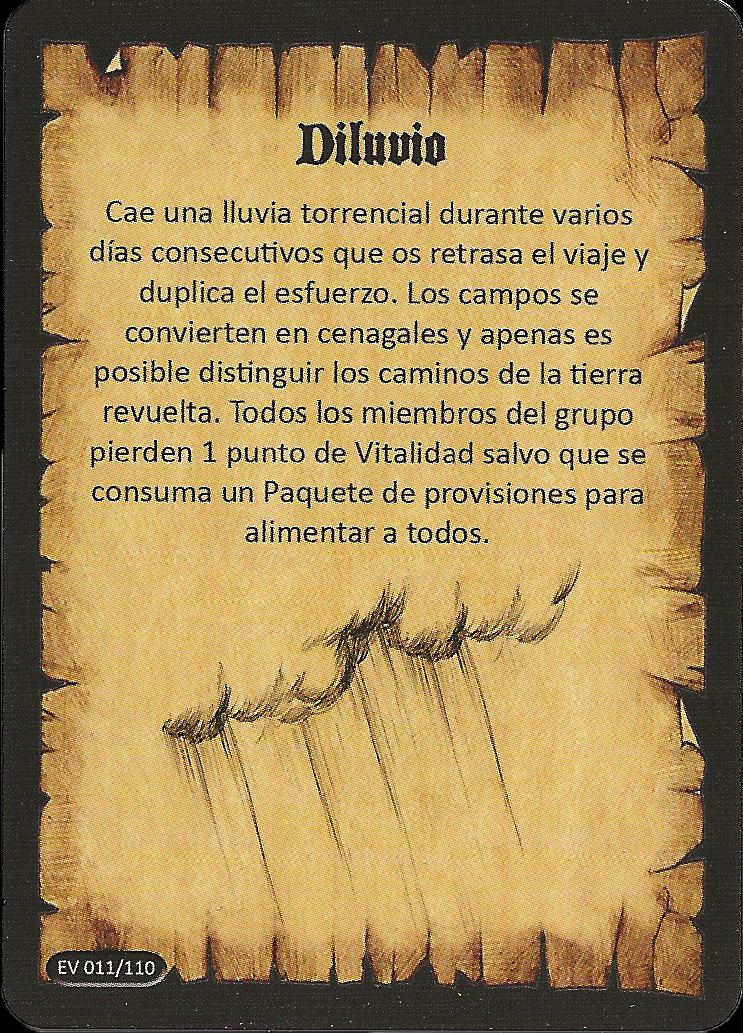 Diluvio
Cae una lluvia torrencial durante varios
días consecutivos que os retrasa el viaje y
duplica el esfuerzo. Los campos se
convierten en cenagales y apenas es
posible distinguir los caminos de la tierra
revuelta. Todos los miembros del grupo
pierden 1 punto de Vitalidad salvo que se
consuma un Paquete de provisiones para
alimentar a todos.
EV 011/110